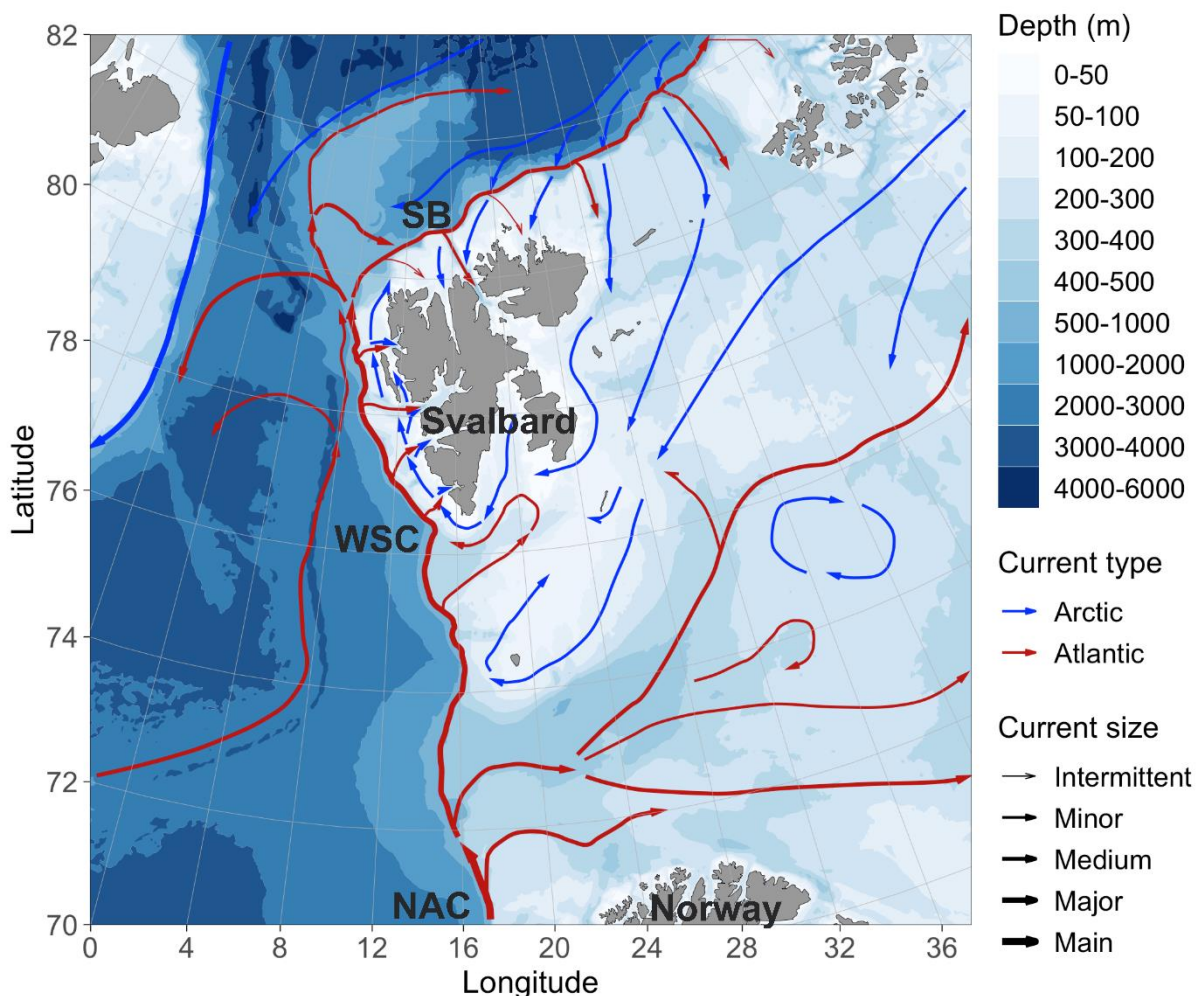 82
80
78
76
74
72
70
Latitude
0
4
8
12
16
20
24
28
32
36
Longitude
SB
Svalbard
WSC
NAC
Norway
Depth (m)
0-50
50-100
100-200
200-300
300-400
400-500
500-1000
1000-2000
2000-3000
3000-4000
4000-6000
Current type
Arctic
Atlantic
Current size
Intermittent
Minor
Medium
Major
Main